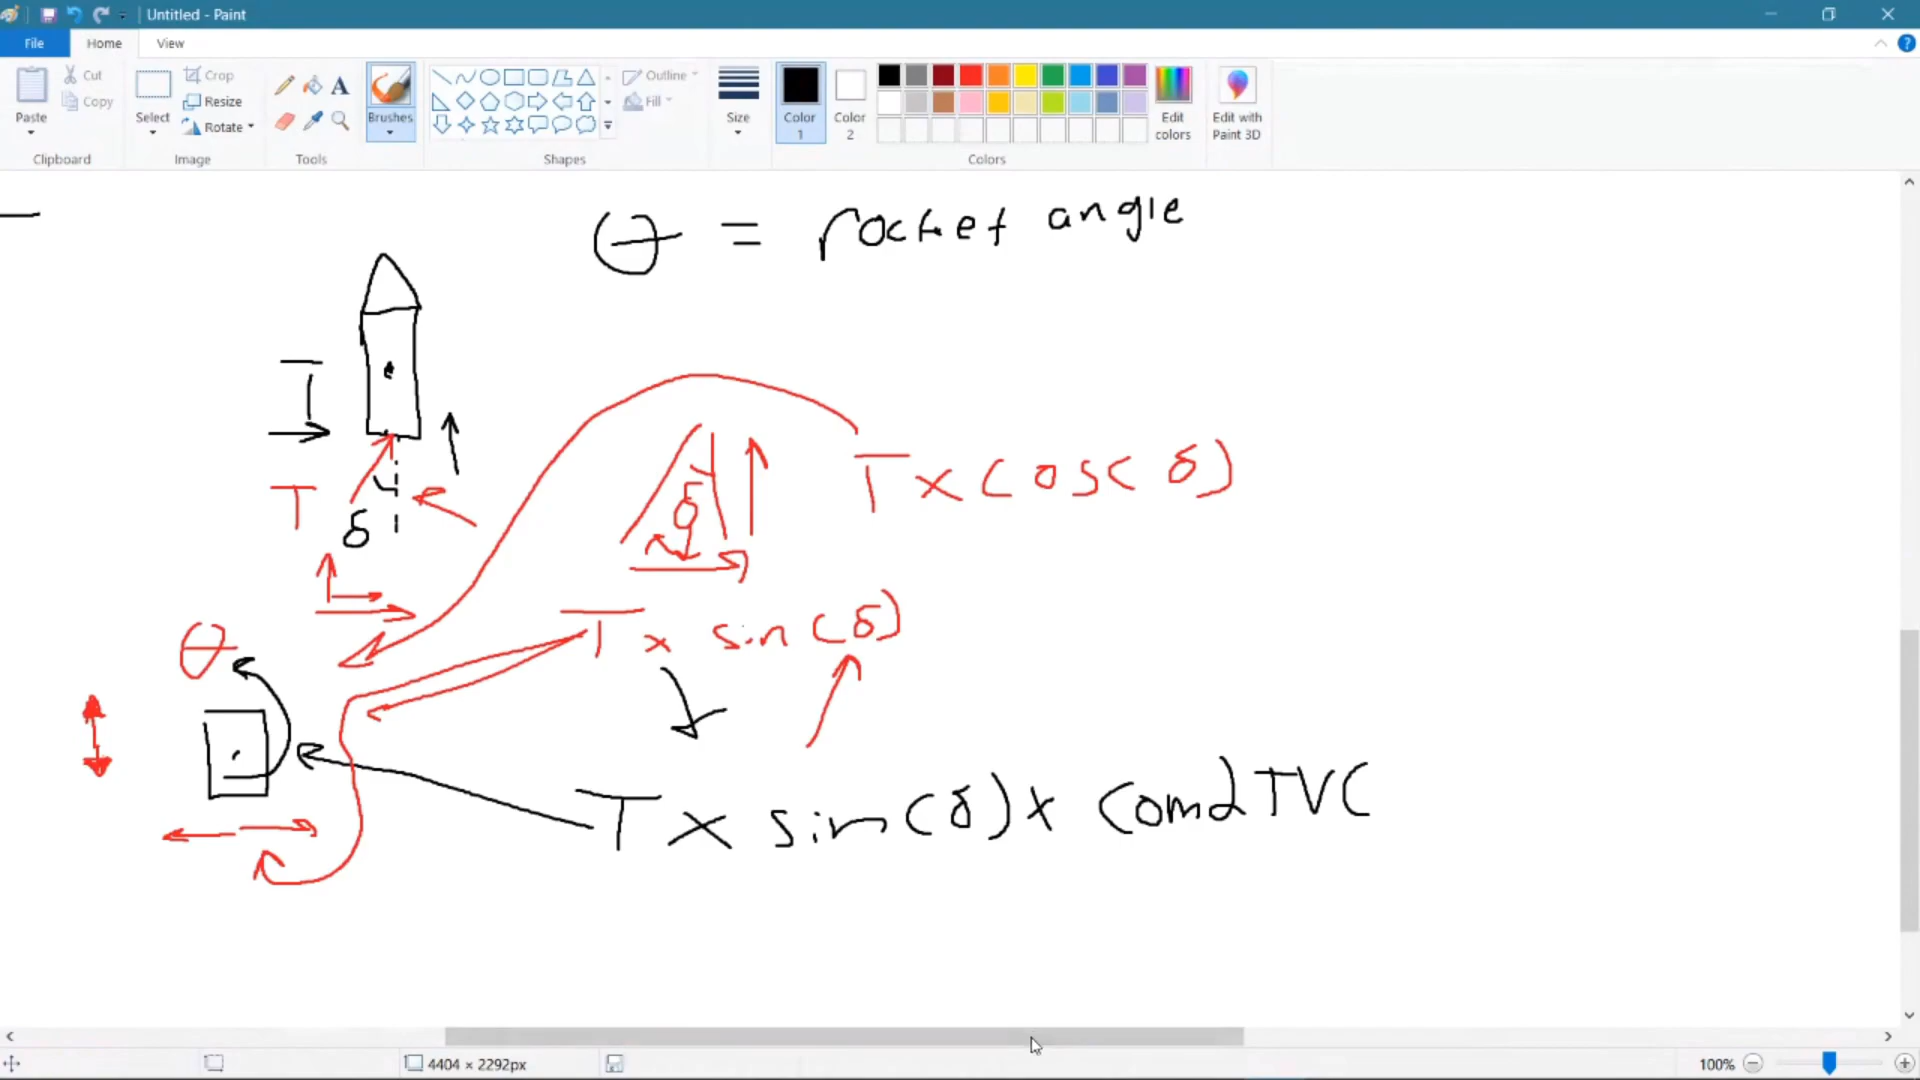 Untitled - Paint
File Home View
Paste
Cut
Copy
Clipboard
Select
Crop
Resize
Rotate
Image
Tools
Brushes
Shapes
Outline
Fill
Size
Color 1
Color 2
Colors
Edit colors
Edit with Paint 3D
θ = rocket angle
T
T x cos(δ)
δ
T
δ
T x sin(δ)
θ
T x sin(δ) x Com2TVC
4404 × 2292px
100%